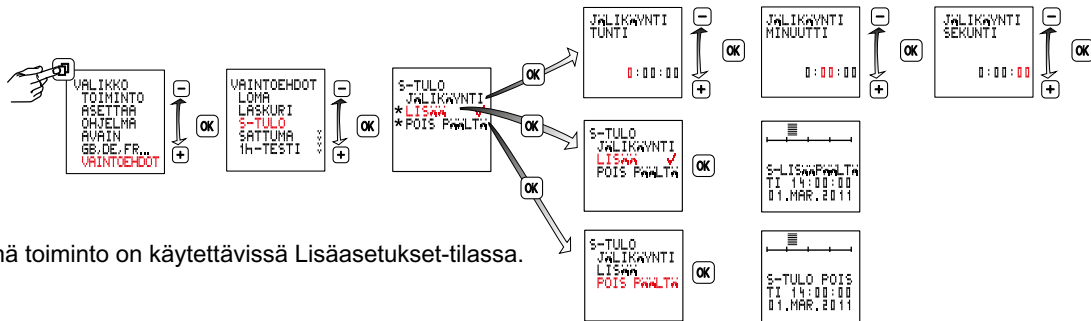 VALIKKO
TOIMINTO
ASETTAA
OHJELMA
AVAIN
GB,DE,FR...
VAINTOEHDOT
−
OK
+
VAINTOEHDOT
LOMA
LASKURI
S-TULO
SATTUMA
1h-TESTI
−
OK
+
S-TULO
JÄLIKÄYNTI
*LISÄÄ ✓
*POIS PÄÄLTÄ
OK
OK
OK
JÄLIKÄYNTI
TUNTI
0:00:00
−
OK
+
JÄLIKÄYNTI
MINUUTTI
0:00:00
−
OK
+
JÄLIKÄYNTI
SEKUNTI
0:00:00
−
OK
+
S-TULO
JÄLIKÄYNTI
LISÄÄ ✓
POIS PÄÄLTÄ
OK
S-LISÄÄPÄÄLTÄ
TI 14:00:00
01.MAR.2011
S-TULO
JÄLIKÄYNTI
LISÄÄ
POIS PÄÄLTÄ
OK
S-TULO POIS
TI 14:00:00
01.MAR.2011
nä toiminto on käytettävissä Lisäasetukset-tilassa.